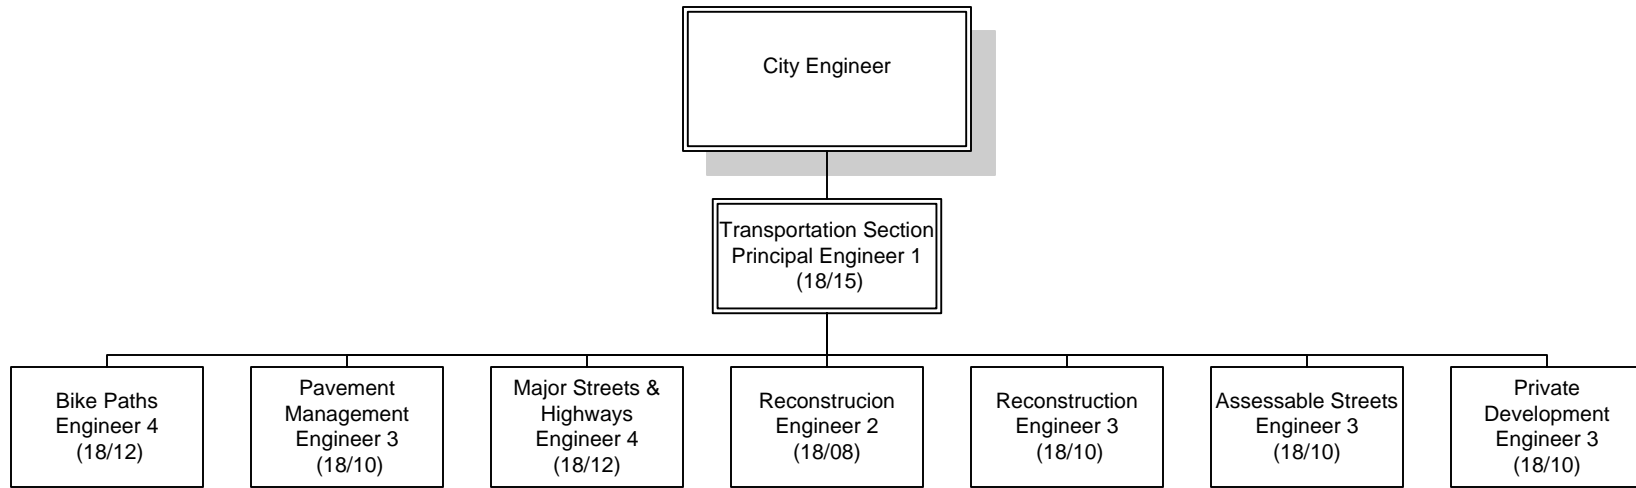 City Engineer
Transportation Section
Principal Engineer 1
(18/15)
Bike Paths
Engineer 4
(18/12)
Pavement
Management
Engineer 3
(18/10)
Major Streets &
Highways
Engineer 4
(18/12)
Reconstrucion
Engineer 2
(18/08)
Reconstruction
Engineer 3
(18/10)
Assessable Streets
Engineer 3
(18/10)
Private
Development
Engineer 3
(18/10)